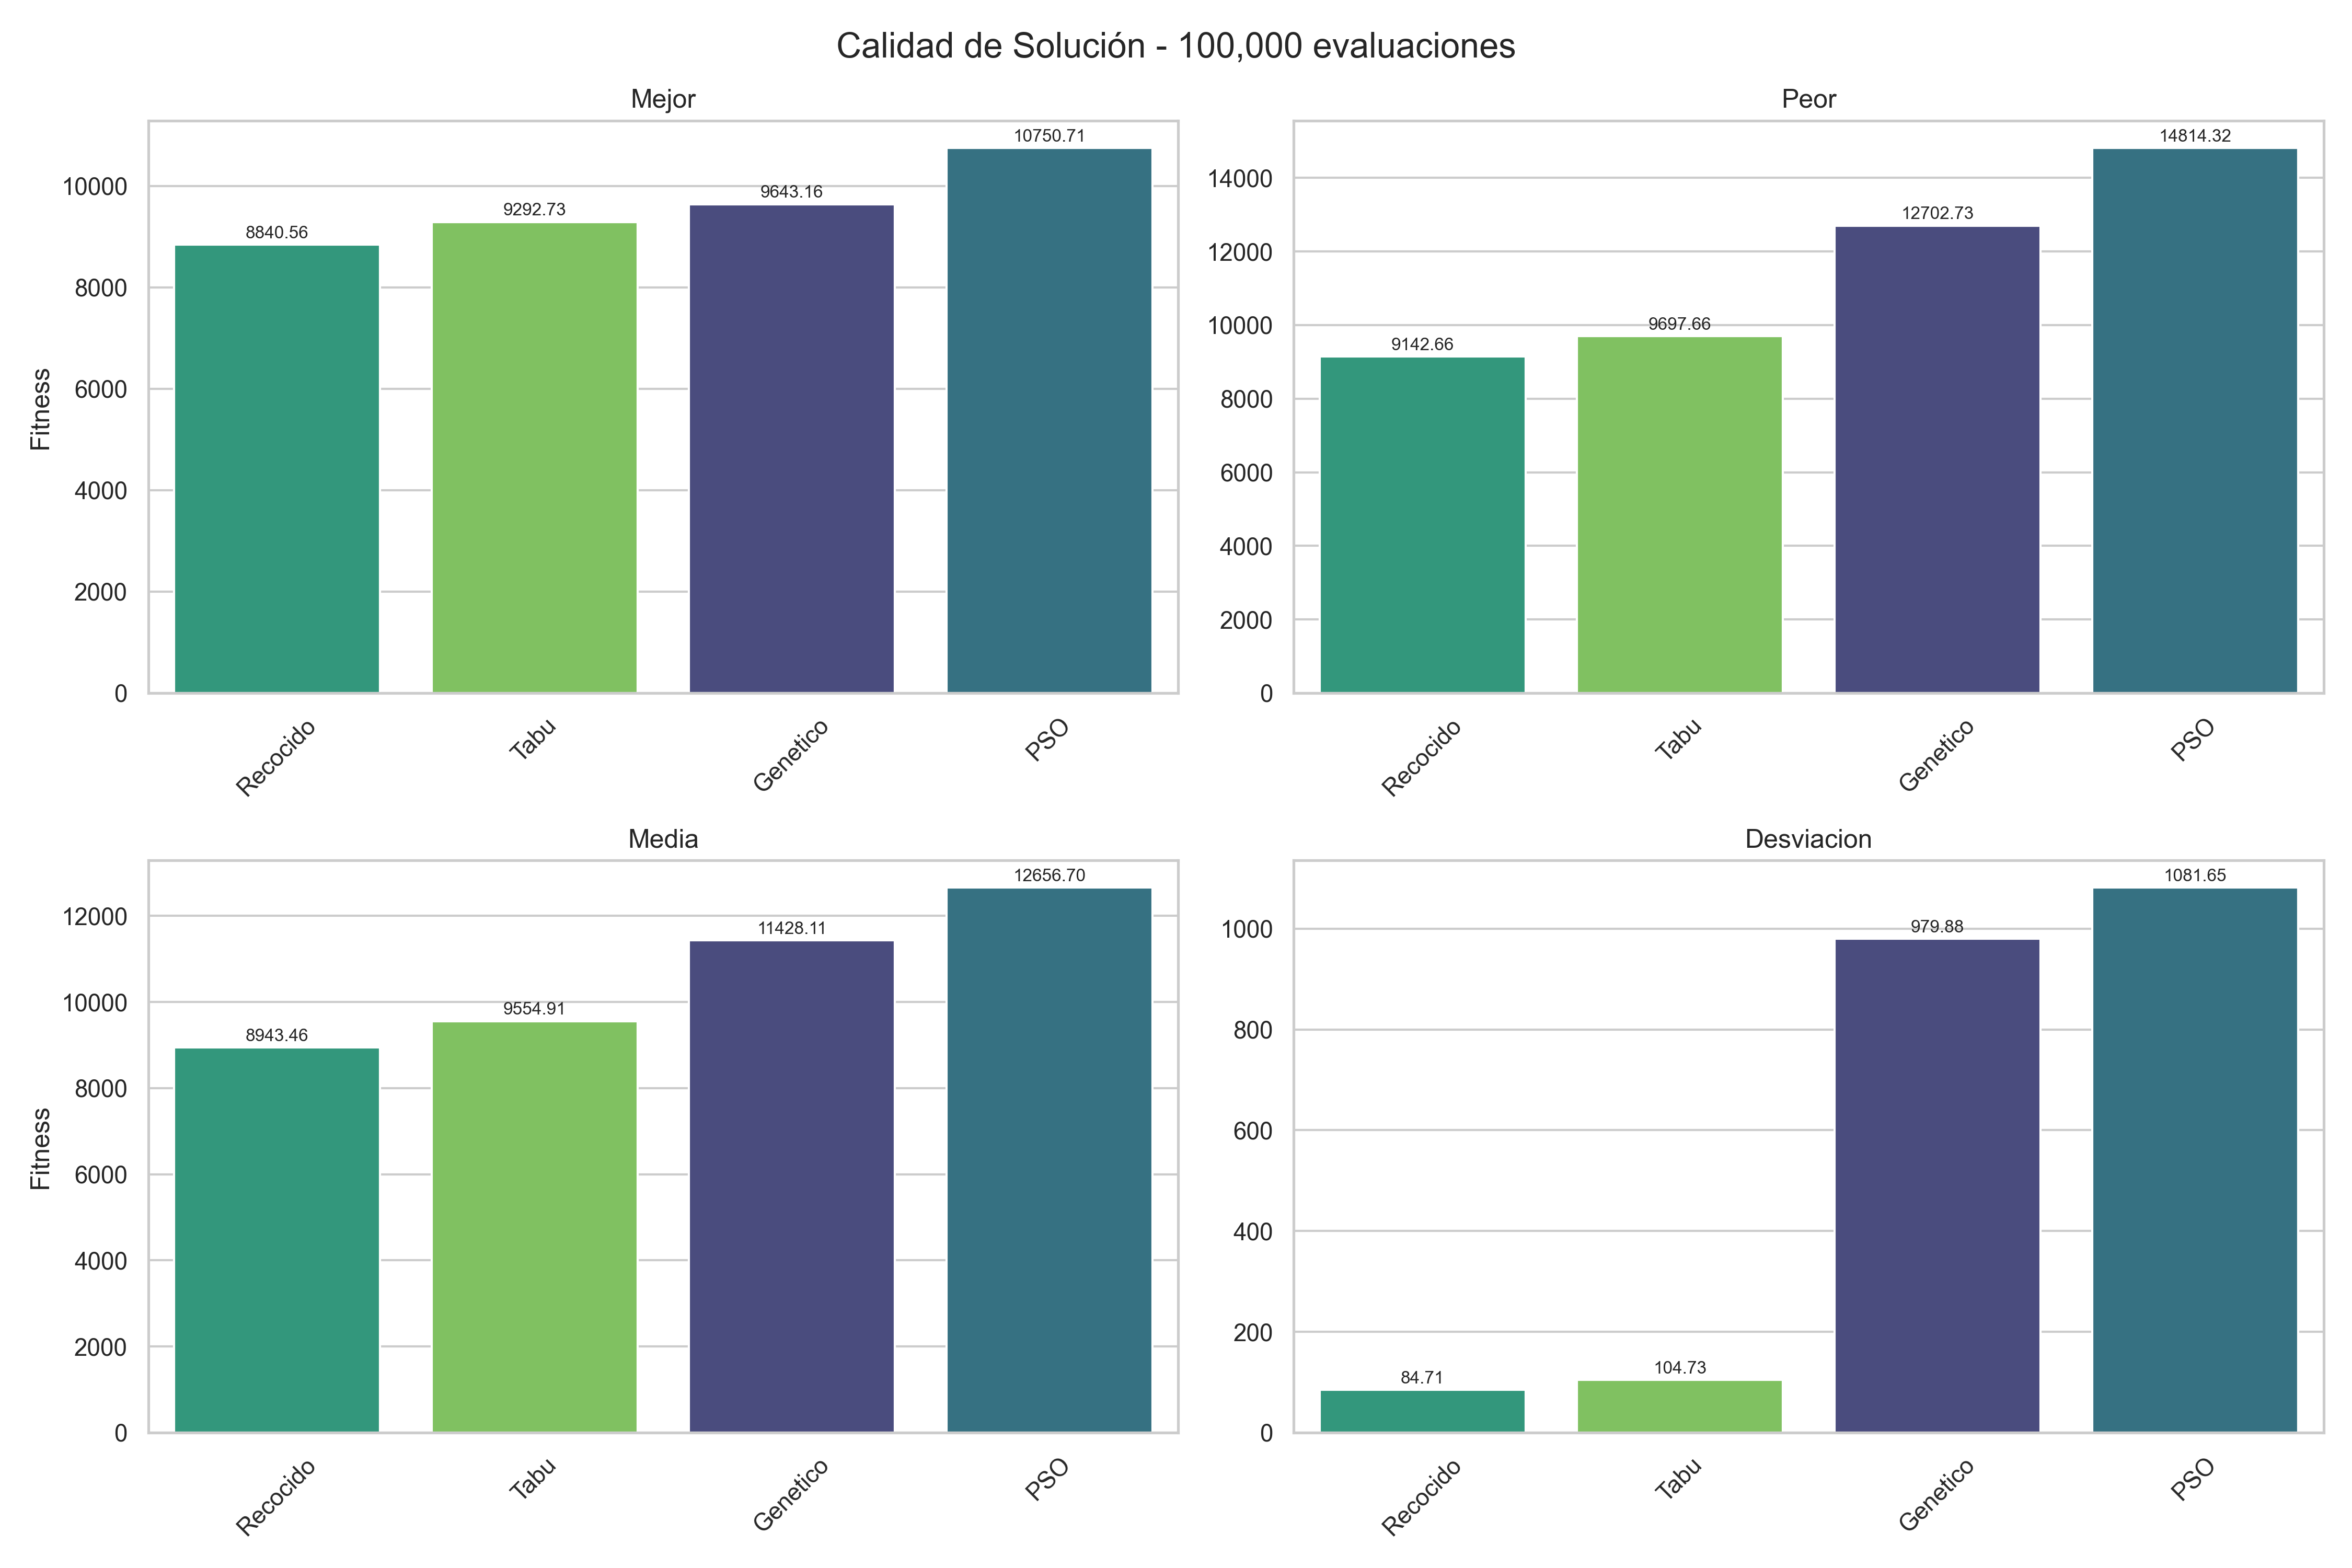 Calidad de Solución - 100,000 evaluaciones
Mejor
Fitness
10000
8000
6000
4000
2000
0
8840.56
9292.73
9643.16
10750.71
Recocido
Tabu
Genetico
PSO
Peor
14000
12000
10000
8000
6000
4000
2000
0
9142.66
9697.66
12702.73
14814.32
Recocido
Tabu
Genetico
PSO
Media
Fitness
12000
10000
8000
6000
4000
2000
0
8943.46
9554.91
11428.11
12656.70
Recocido
Tabu
Genetico
PSO
Desviacion
1000
800
600
400
200
0
84.71
104.73
979.88
1081.65
Recocido
Tabu
Genetico
PSO